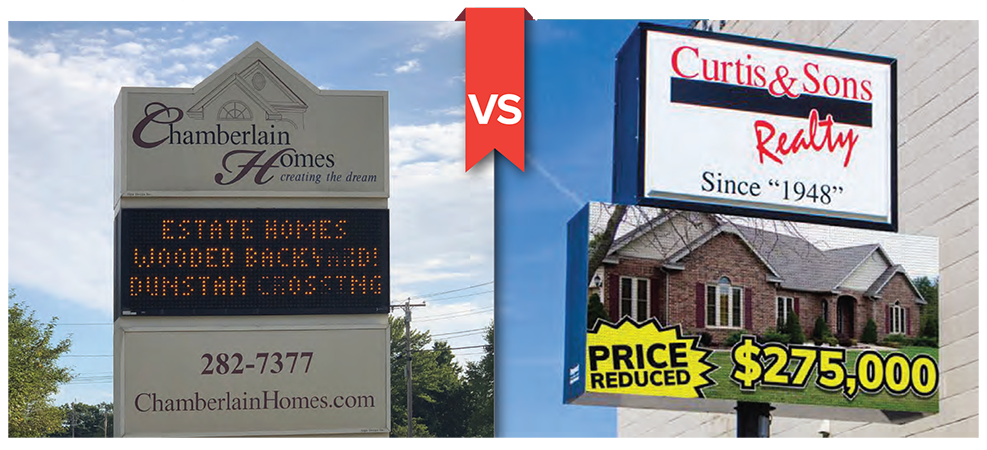 VS
Chamberlain
Homes
creating the dream
ESTATE HOMES
WOODED BACKYARD!
DUNSTAN CROSSING
282-7377
ChamberlainHomes.com
Curtis & Sons
Realty
Since "1948"
PRICE
REDUCED
$275,000